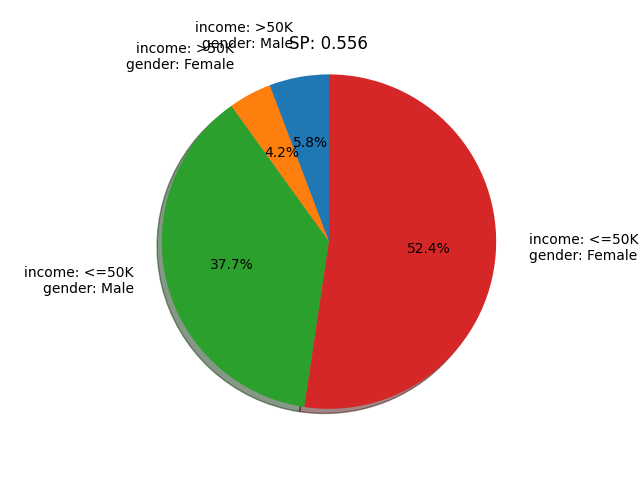 income: >50K
gender: Male
SP: 0.556
income: >50K
gender: Female
5.8%
4.2%
income: <=50K
gender: Female
52.4%
37.7%
income: <=50K
gender: Male